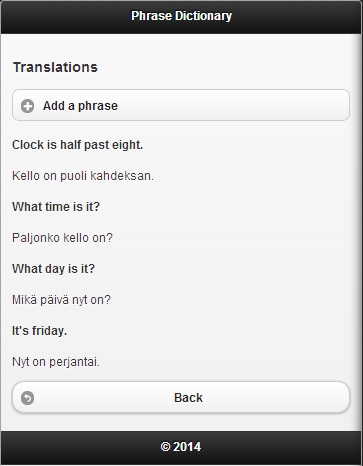 Phrase Dictionary
Translations
Add a phrase
Clock is half past eight.
Kello on puoli kahdeksan.
What time is it?
Paljonko kello on?
What day is it?
Mikä päivä nyt on?
It's friday.
Nyt on perjantai.
Back
© 2014